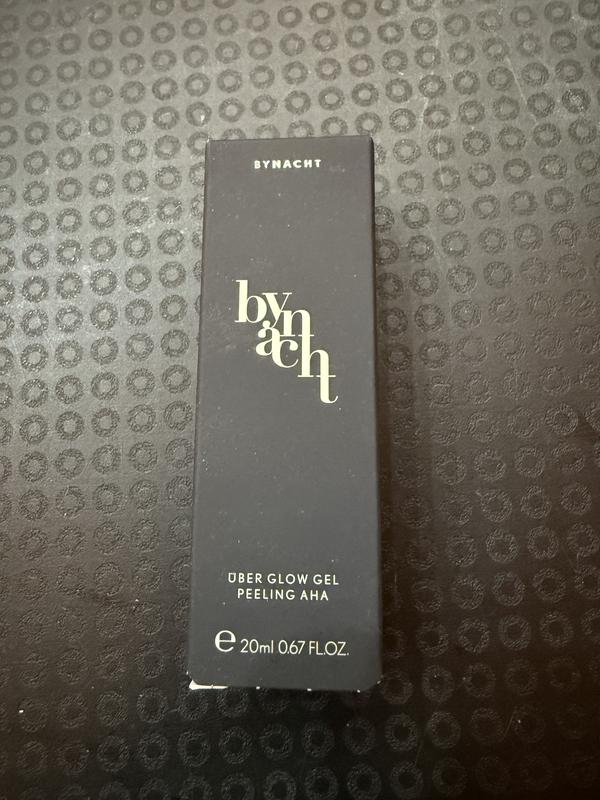 BYNACHT
bynacht
ÜBER GLOW GEL
PEELING AHA
e 20ml 0.67 FL.OZ.